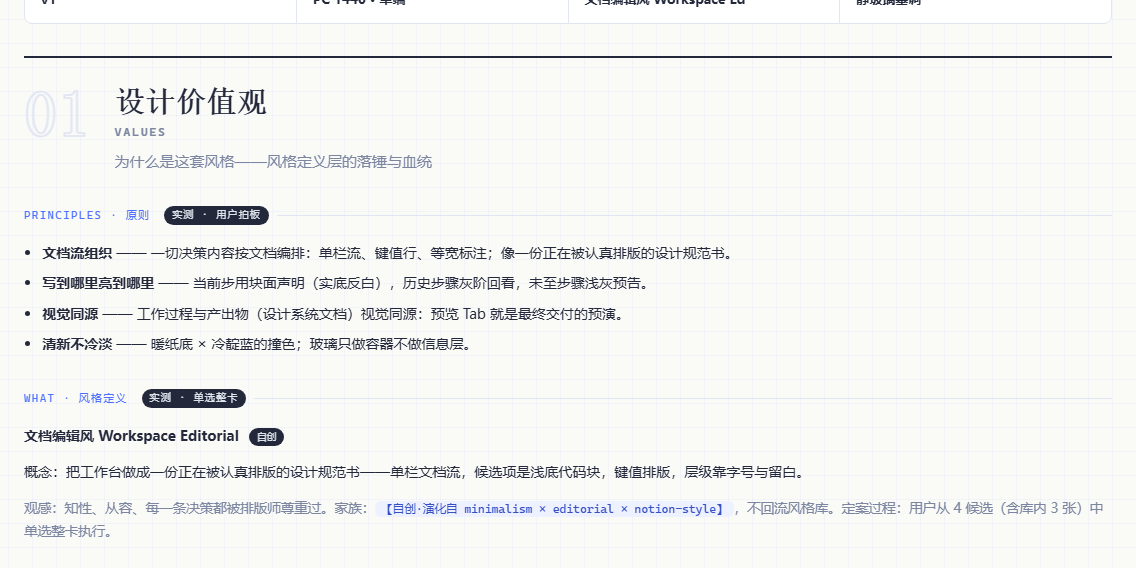 01
设计价值观
VALUES
为什么是这套风格——风格定义层的落锤与血统
PRINCIPLES · 原则 实测 · 用户拍板
文档流组织 —— 一切决策内容按文档编排：单栏流、键值行、等宽标注；像一份正在被认真排版的设计规范书。
写到哪里亮到哪里 —— 当前步用块面声明（实底反白），历史步骤灰阶回看，未至步骤浅灰预告。
视觉同源 —— 工作过程与产出物（设计系统文档）视觉同源：预览 Tab 就是最终交付的预演。
清新不冷淡 —— 暖纸底 × 冷靛蓝的撞色；玻璃只做容器不做信息层。
WHAT · 风格定义 实测 · 单选整卡
文档编辑风 Workspace Editorial 自创
概念：把工作台做成一份正在被认真排版的设计规范书——单栏文档流，候选项是浅底代码块，键值排版，层级靠字号与留白。
观感：知性、从容、每一条决策都被排版师尊重过。家族：【自创·演化自 minimalism × editorial × notion-style】，不回流风格库。定案过程：用户从 4 候选（含库内 3 张）中
单选整卡执行。